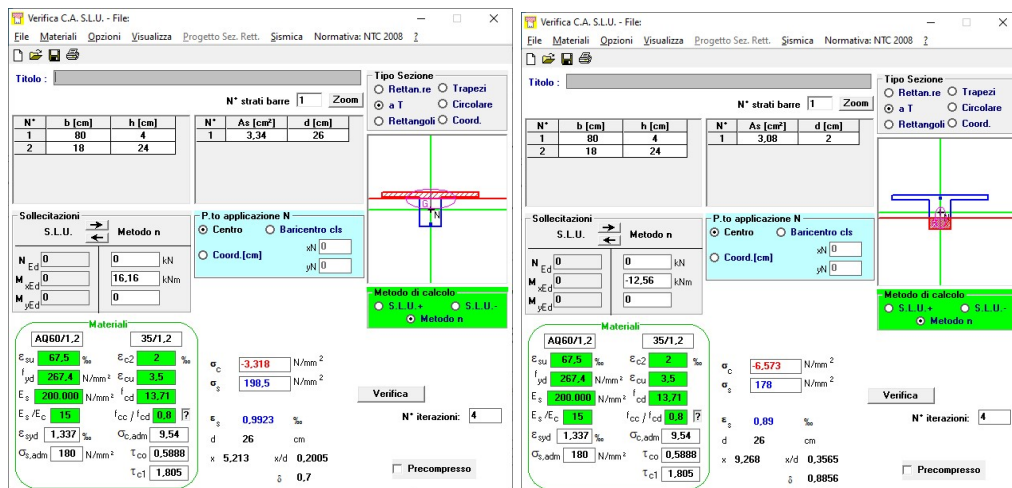 Verifica C.A. S.L.U. - File:
File Materiali Opzioni Visualizza Progetto Sez. Rett. Sismica Normativa: NTC 2008 ?
Titolo :
N° strati barre 1 Zoom
N° b [cm] h [cm]
1 80 4
2 18 24
N° As [cm²] d [cm]
1 3,34 26
Tipo Sezione
Rettan.re Trapezi
a T Circolare
Rettangoli Coord.
G
N
Sollecitazioni
S.L.U. Metodo n
N Ed 0 0 kN
M xEd 0 16,16 kNm
M yEd 0 0
P.to applicazione N
Centro Baricentro cls
Coord.[cm] xN 0
yN 0
Metodo di calcolo
S.L.U.+ S.L.U.-
Metodo n
Materiali
AQ60/1,2 35/1,2
εsu 67,5 ‰ εc2 2 ‰
fyd 267,4 N/mm² εcu 3,5
Es 200.000 N/mm² fcd 13,71
Es/Ec 15 fcc/fcd 0,8 ?
εsyd 1,337 ‰ σc,adm 9,54
σs,adm 180 N/mm² τco 0,5888
τc1 1,805
σc -3,318 N/mm²
σs 198,5 N/mm²
εs 0,9923 ‰
d 26 cm
x 5,213 x/d 0,2005
δ 0,7
Verifica
N° iterazioni: 4
Precompresso
Verifica C.A. S.L.U. - File:
File Materiali Opzioni Visualizza Progetto Sez. Rett. Sismica Normativa: NTC 2008 ?
Titolo :
N° strati barre 1 Zoom
N° b [cm] h [cm]
1 80 4
2 18 24
N° As [cm²] d [cm]
1 3,08 2
Tipo Sezione
Rettan.re Trapezi
a T Circolare
Rettangoli Coord.
Sollecitazioni
S.L.U. Metodo n
N Ed 0 0 kN
M xEd 0 -12,56 kNm
M yEd 0 0
P.to applicazione N
Centro Baricentro cls
Coord.[cm] xN 0
yN 0
Metodo di calcolo
S.L.U.+ S.L.U.-
Metodo n
Materiali
AQ60/1,2 35/1,2
εsu 67,5 ‰ εc2 2 ‰
fyd 267,4 N/mm² εcu 3,5
Es 200.000 N/mm² fcd 13,71
Es/Ec 15 fcc/fcd 0,8 ?
εsyd 1,337 ‰ σc,adm 9,54
σs,adm 180 N/mm² τco 0,5888
τc1 1,805
σc -6,573 N/mm²
σs 178 N/mm²
εs 0,89 ‰
d 26 cm
x 9,268 x/d 0,3565
δ 0,8856
Verifica
N° iterazioni: 4
Precompresso